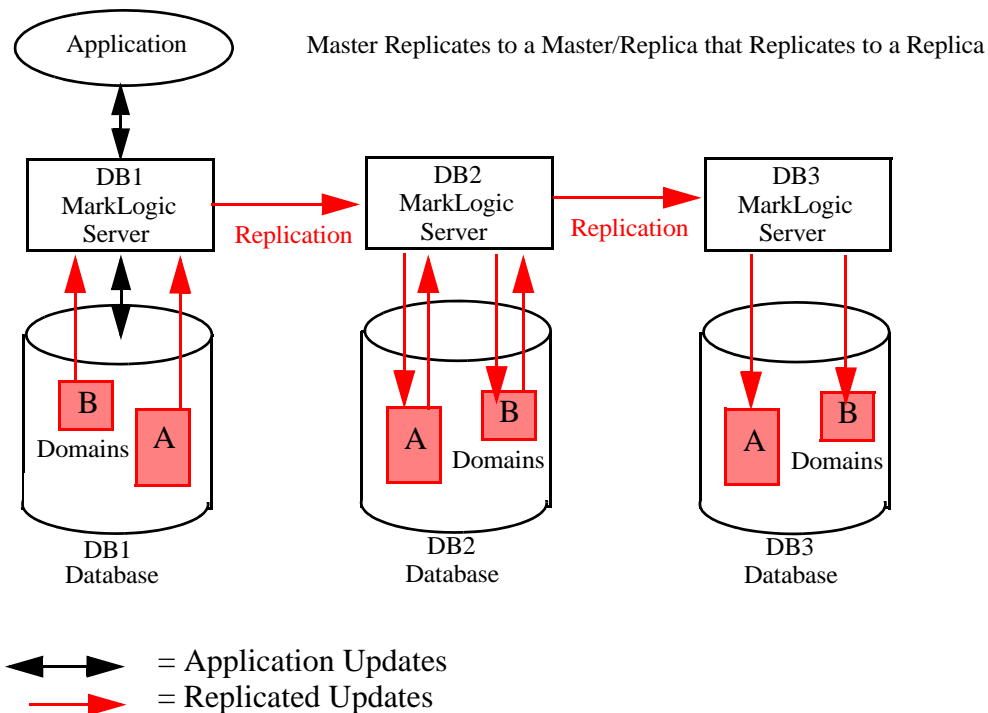 Application
Master Replicates to a Master/Replica that Replicates to a Replica
DB1
MarkLogic
Server
Replication
DB2
MarkLogic
Server
Replication
DB3
MarkLogic
Server
B
A
Domains
A
B
Domains
A
B
Domains
DB1
Database
DB2
Database
DB3
Database
= Application Updates
= Replicated Updates